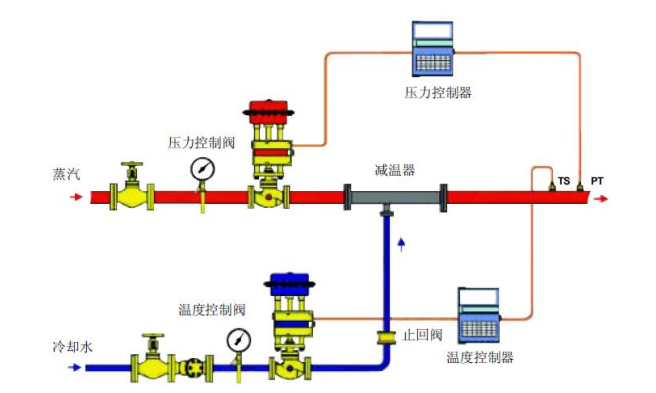 压力控制器
压力控制阀
减温器
蒸汽
TS
PT
温度控制阀
止回阀
冷却水
温度控制器